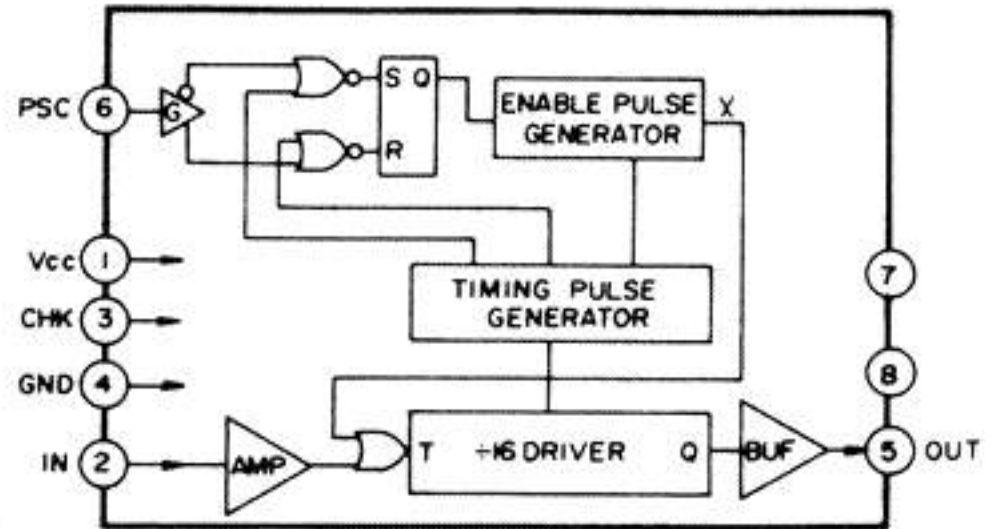 PSC 6
G
S Q
R
ENABLE PULSE
GENERATOR
X
Vcc 1
CHK 3
GND 4
IN 2
TIMING PULSE
GENERATOR
AMP
T ÷16 DRIVER Q
BUF
7
8
5 OUT